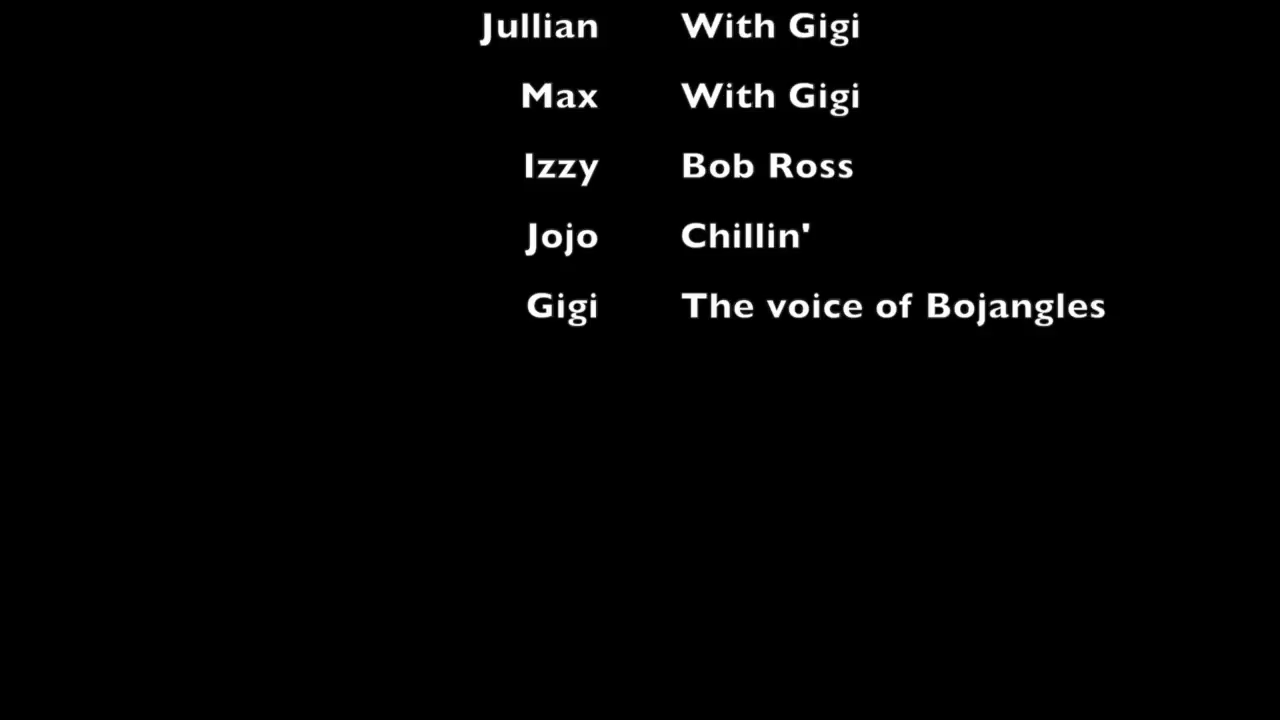 Jullian With Gigi
Max With Gigi
Izzy Bob Ross
Jojo Chillin'
Gigi The voice of Bojangles